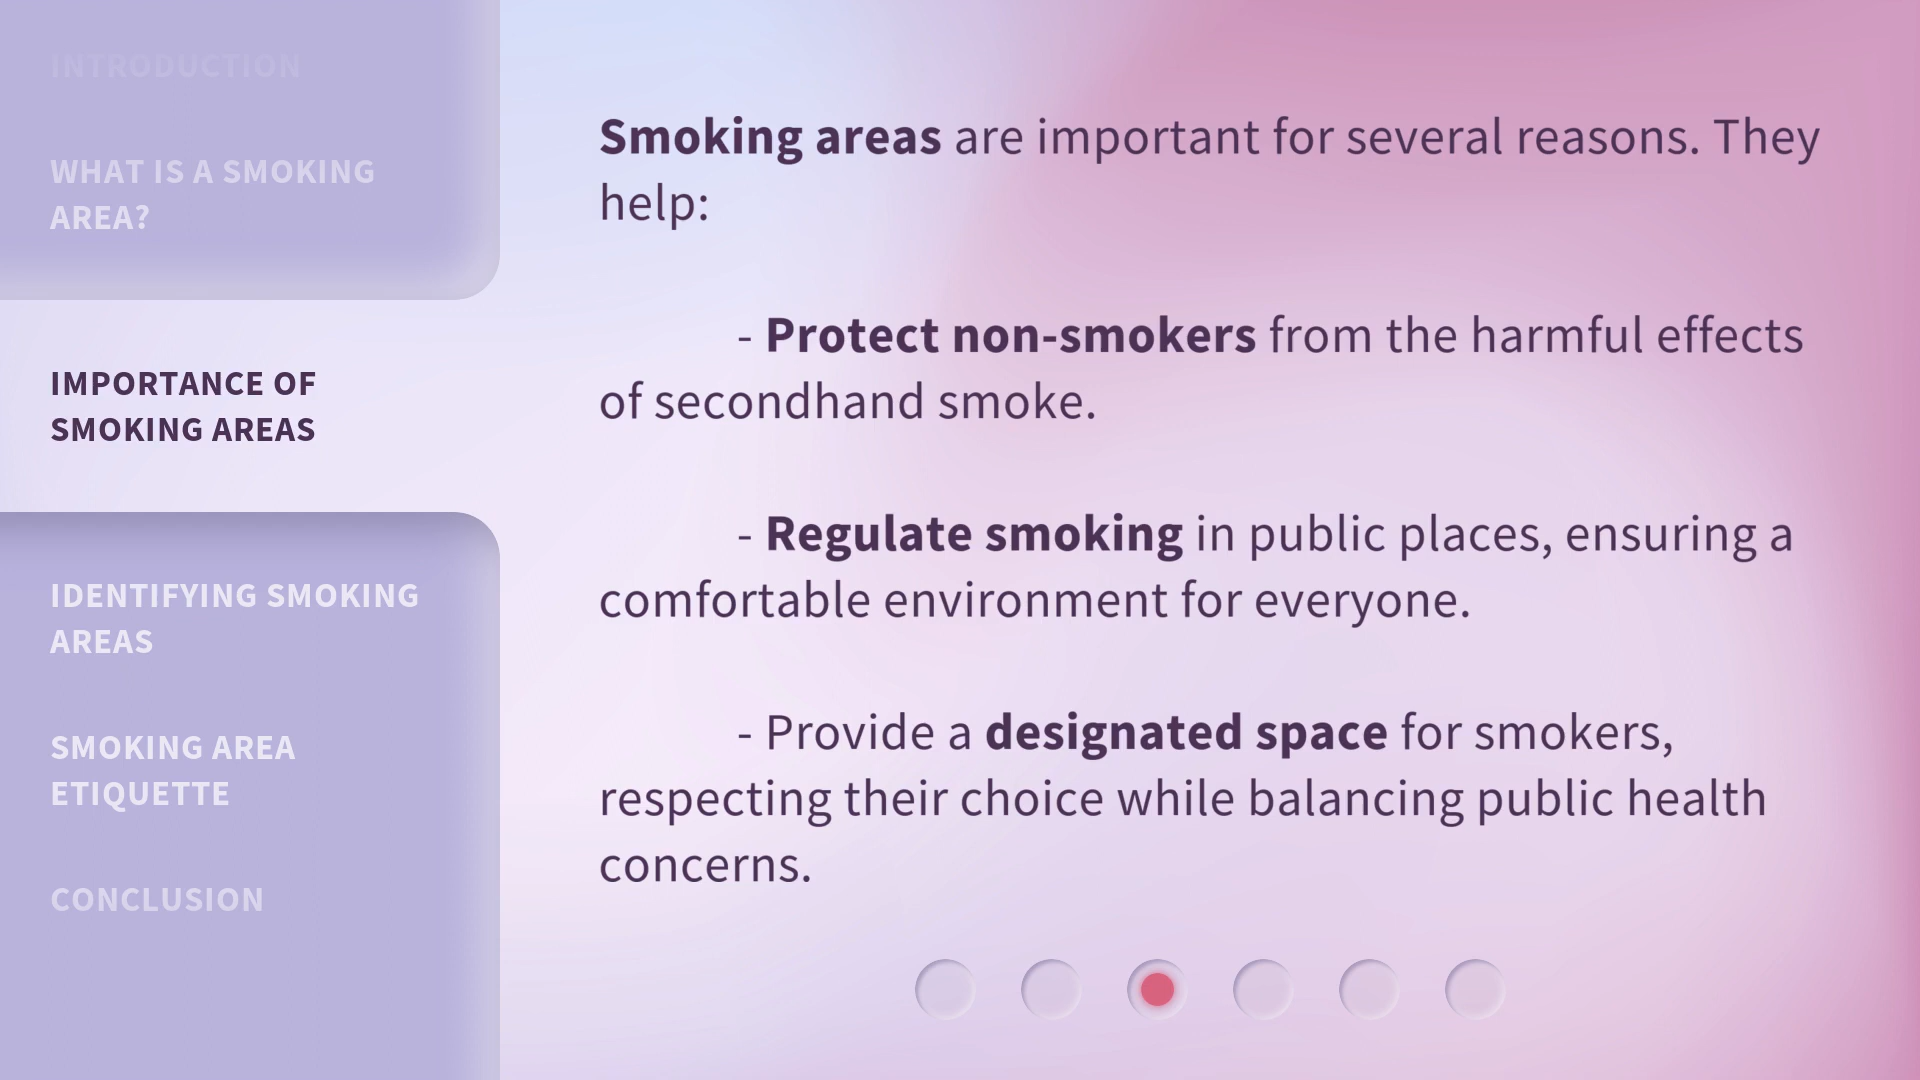 INTRODUCTION
WHAT IS A SMOKING
AREA?
IMPORTANCE OF
SMOKING AREAS
IDENTIFYING SMOKING
AREAS
SMOKING AREA
ETIQUETTE
CONCLUSION
Smoking areas are important for several reasons. They
help:
- Protect non-smokers from the harmful effects
of secondhand smoke.
- Regulate smoking in public places, ensuring a
comfortable environment for everyone.
- Provide a designated space for smokers,
respecting their choice while balancing public health
concerns.